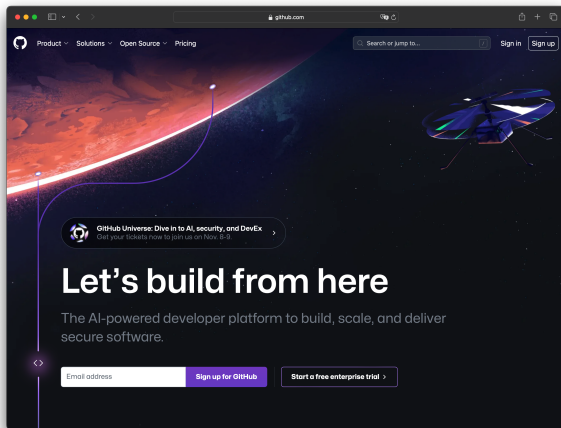 github.com
Product
Solutions
Open Source
Pricing
Search or jump to...
/
Sign in
Sign up
GitHub Universe: Dive in to AI, security, and DevEx
Get your tickets now to join us on Nov. 8-9.
Let's build from here
The AI-powered developer platform to build, scale, and deliver
secure software.
Email address
Sign up for GitHub
Start a free enterprise trial